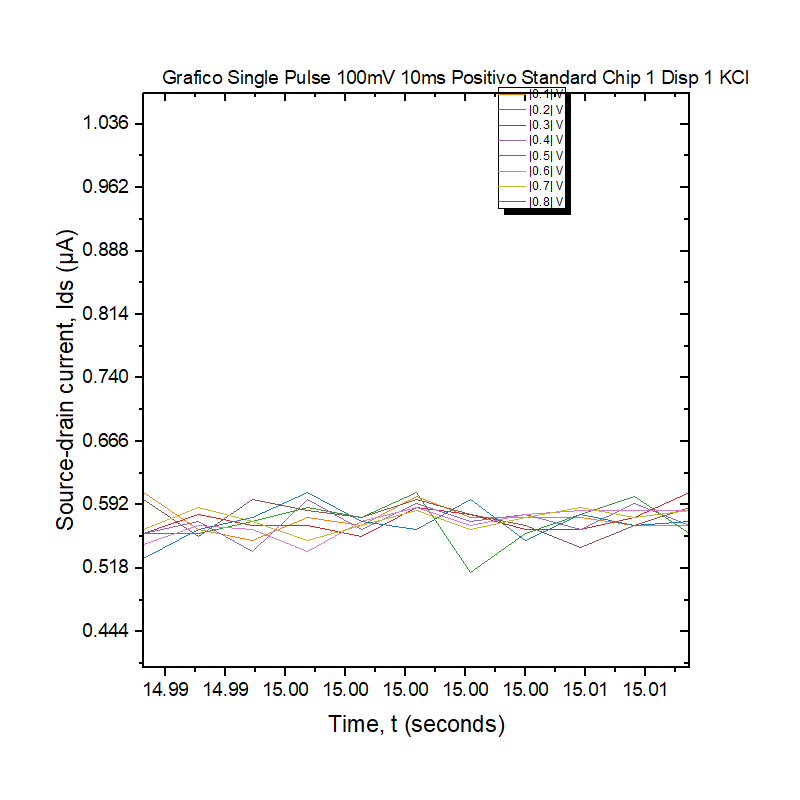 Grafico Single Pulse 100mV 10ms Positivo Standard Chip 1 Disp 1 KCl
|0.1| V
|0.2| V
|0.3| V
|0.4| V
|0.5| V
|0.6| V
|0.7| V
|0.8| V
1.036
0.962
0.888
0.814
0.740
0.666
0.592
0.518
0.444
Source-drain current, Ids (µA)
14.99 14.99 15.00 15.00 15.00 15.00 15.00 15.01 15.01
Time, t (seconds)